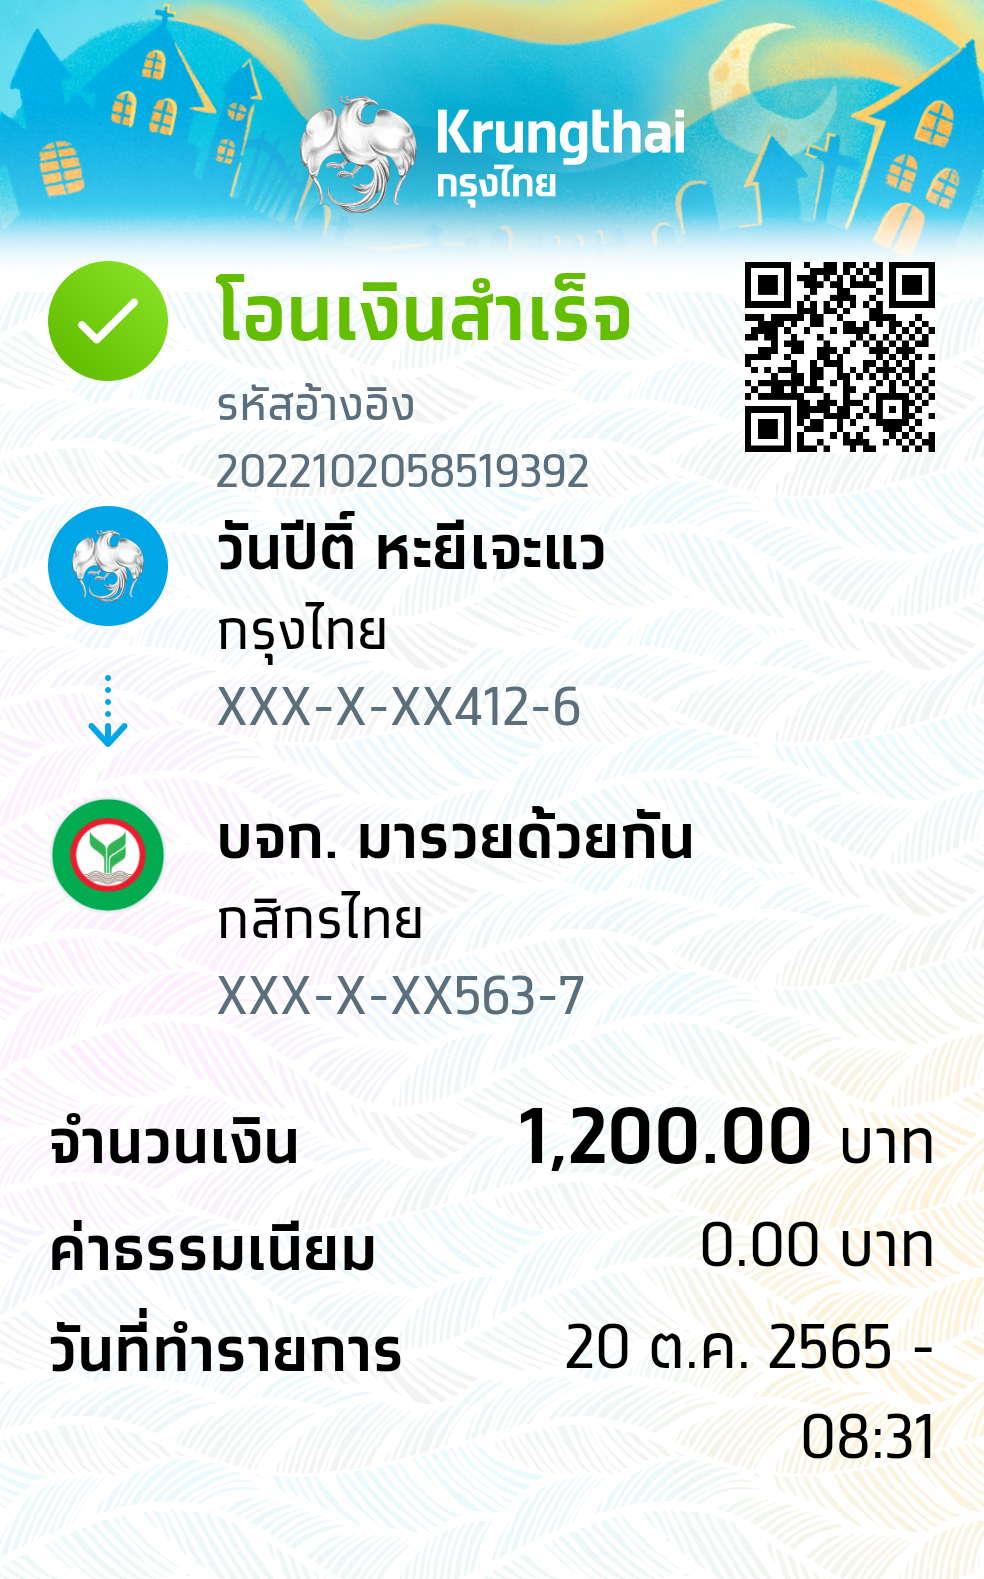 Krungthai
กรุงไทย
โอนเงินสำเร็จ
รหัสอ้างอิง
2022102058519392
วันปีติ์ หะยีเจะแว
กรุงไทย
XXX-X-XX412-6
บจก. มารวยด้วยกัน
กสิกรไทย
XXX-X-XX563-7
จำนวนเงิน 1,200.00 บาท
ค่าธรรมเนียม 0.00 บาท
วันที่ทำรายการ 20 ต.ค. 2565 -
08:31